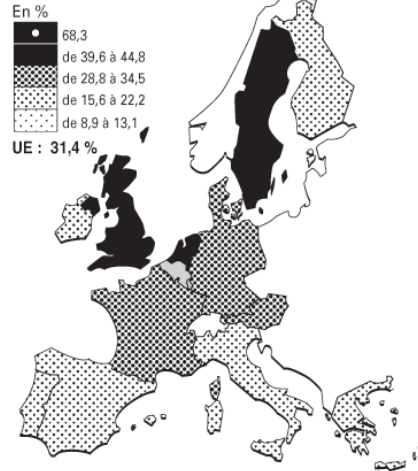 En %
68,3
de 39,6 à 44,8
de 28,8 à 34,5
de 15,6 à 22,2
de 8,9 à 13,1
UE : 31,4 %